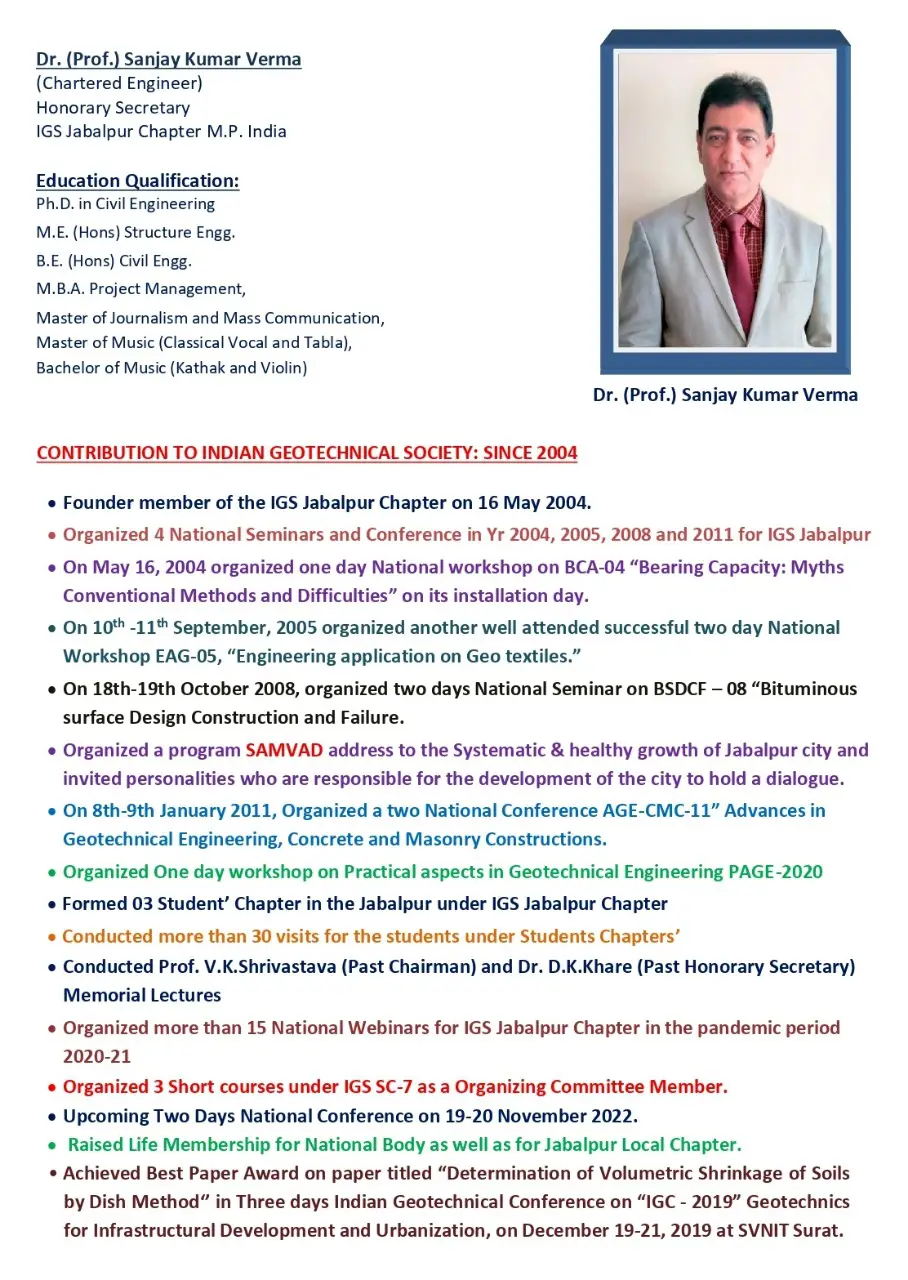 Dr. (Prof.) Sanjay Kumar Verma
(Chartered Engineer)
Honorary Secretary
IGS Jabalpur Chapter M.P. India
Education Qualification:
Ph.D. in Civil Engineering
M.E. (Hons) Structure Engg.
B.E. (Hons) Civil Engg.
M.B.A. Project Management,
Master of Journalism and Mass Communication,
Master of Music (Classical Vocal and Tabla),
Bachelor of Music (Kathak and Violin)
Dr. (Prof.) Sanjay Kumar Verma
CONTRIBUTION TO INDIAN GEOTECHNICAL SOCIETY: SINCE 2004
• Founder member of the IGS Jabalpur Chapter on 16 May 2004.
• Organized 4 National Seminars and Conference in Yr 2004, 2005, 2008 and 2011 for IGS Jabalpur
• On May 16, 2004 organized one day National workshop on BCA-04 “Bearing Capacity: Myths
Conventional Methods and Difficulties” on its installation day.
• On 10th -11th September, 2005 organized another well attended successful two day National
Workshop EAG-05, “Engineering application on Geo textiles.”
• On 18th-19th October 2008, organized two days National Seminar on BSDCF – 08 “Bituminous
surface Design Construction and Failure.
• Organized a program SAMVAD address to the Systematic & healthy growth of Jabalpur city and
invited personalities who are responsible for the development of the city to hold a dialogue.
• On 8th-9th January 2011, Organized a two National Conference AGE-CMC-11” Advances in
Geotechnical Engineering, Concrete and Masonry Constructions.
• Organized One day workshop on Practical aspects in Geotechnical Engineering PAGE-2020
• Formed 03 Student’ Chapter in the Jabalpur under IGS Jabalpur Chapter
• Conducted more than 30 visits for the students under Students Chapters’
• Conducted Prof. V.K.Shrivastava (Past Chairman) and Dr. D.K.Khare (Past Honorary Secretary)
Memorial Lectures
• Organized more than 15 National Webinars for IGS Jabalpur Chapter in the pandemic period
2020-21
• Organized 3 Short courses under IGS SC-7 as a Organizing Committee Member.
• Upcoming Two Days National Conference on 19-20 November 2022.
• Raised Life Membership for National Body as well as for Jabalpur Local Chapter.
• Achieved Best Paper Award on paper titled “Determination of Volumetric Shrinkage of Soils
by Dish Method” in Three days Indian Geotechnical Conference on “IGC - 2019” Geotechnics
for Infrastructural Development and Urbanization, on December 19-21, 2019 at SVNIT Surat.